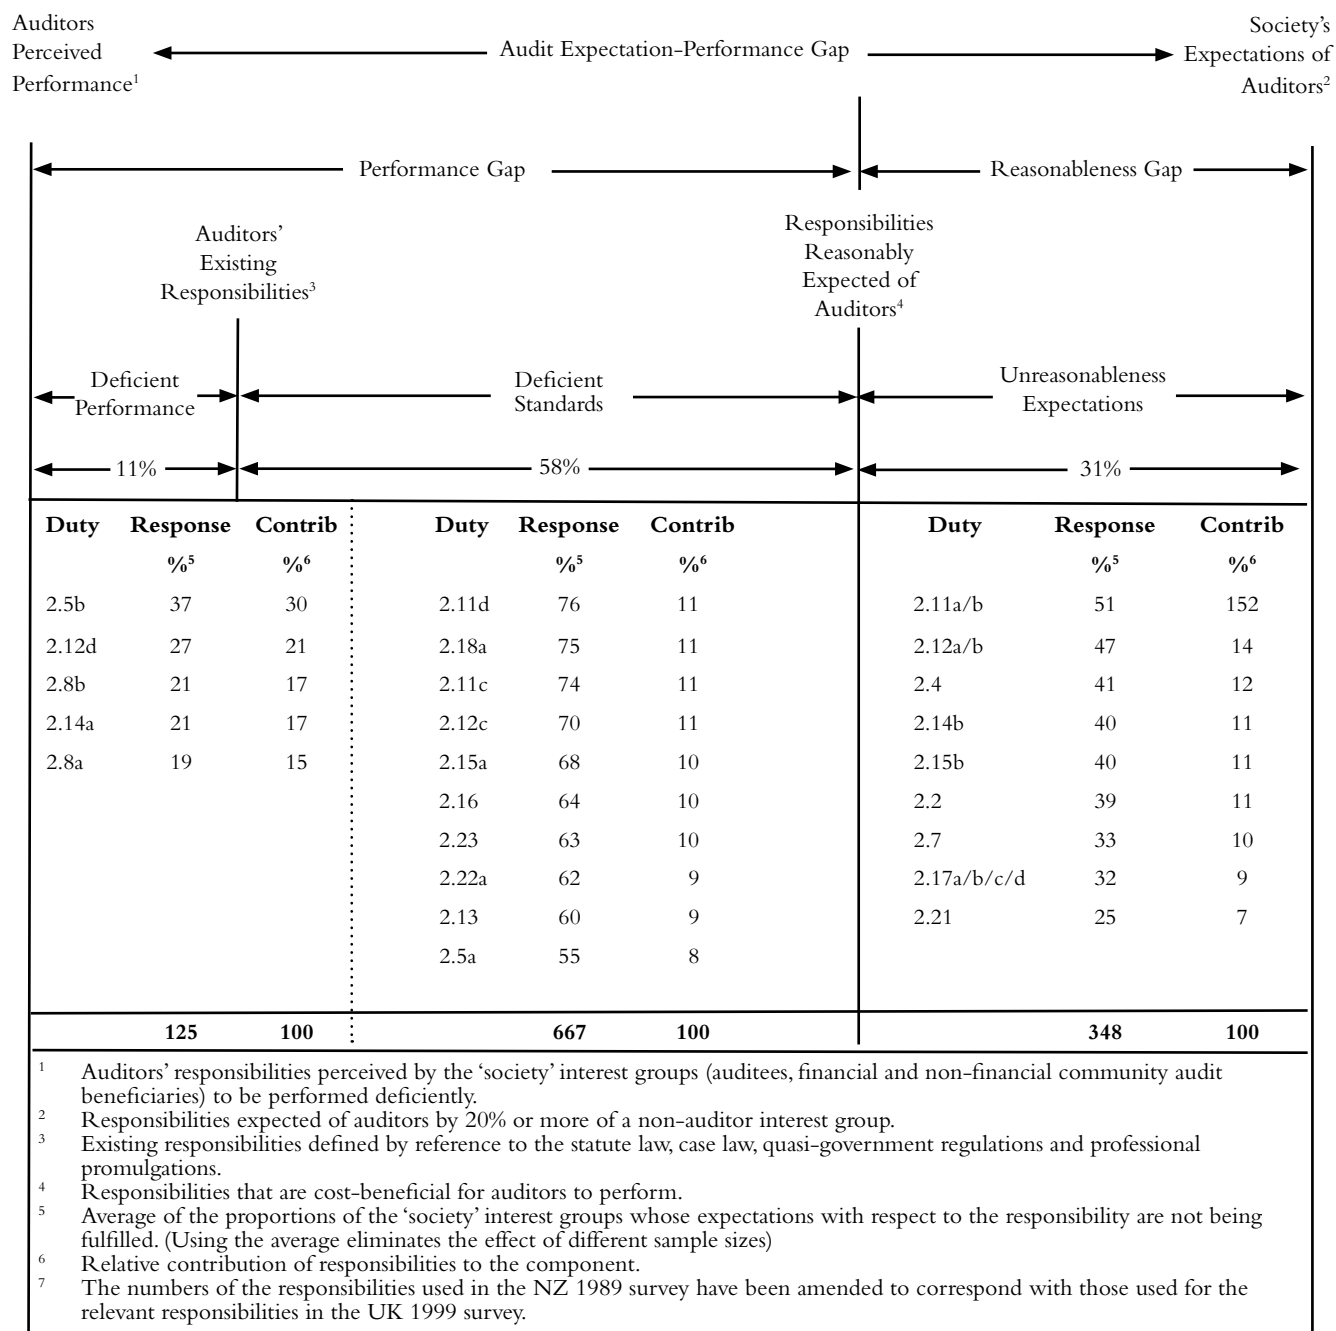 Auditors
Perceived
Performance¹
Audit Expectation-Performance Gap
Society's
Expectations of
Auditors²
Performance Gap
Reasonableness Gap
Auditors'
Existing
Responsibilities³
Responsibilities
Reasonably
Expected of
Auditors⁴
Deficient
Performance
Deficient
Standards
Unreasonableness
Expectations
11%
58%
31%
Duty Response Contrib Duty Response Contrib Duty Response Contrib
%⁵ %⁶ %⁵ %⁶ %⁵ %⁶
2.5b 37 30 2.11d 76 11 2.11a/b 51 152
2.12d 27 21 2.18a 75 11 2.12a/b 47 14
2.8b 21 17 2.11c 74 11 2.4 41 12
2.14a 21 17 2.12c 70 11 2.14b 40 11
2.8a 19 15 2.15a 68 10 2.15b 40 11
2.16 64 10 2.2 39 11
2.23 63 10 2.7 33 10
2.22a 62 9 2.17a/b/c/d 32 9
2.13 60 9 2.21 25 7
2.5a 55 8
125 100 667 100 348 100
¹ Auditors' responsibilities perceived by the 'society' interest groups (auditees, financial and non-financial community audit
beneficiaries) to be performed deficiently.
² Responsibilities expected of auditors by 20% or more of a non-auditor interest group.
³ Existing responsibilities defined by reference to the statute law, case law, quasi-government regulations and professional
promulgations.
⁴ Responsibilities that are cost-beneficial for auditors to perform.
⁵ Average of the proportions of the 'society' interest groups whose expectations with respect to the responsibility are not being
fulfilled. (Using the average eliminates the effect of different sample sizes)
⁶ Relative contribution of responsibilities to the component.
⁷ The numbers of the responsibilities used in the NZ 1989 survey have been amended to correspond with those used for the
relevant responsibilities in the UK 1999 survey.